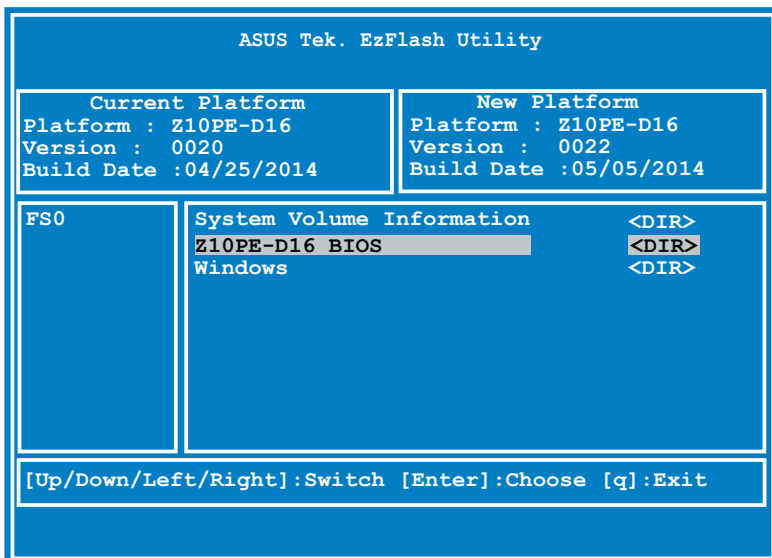 ASUS Tek. EzFlash Utility
Current Platform
Platform : Z10PE-D16
Version : 0020
Build Date :04/25/2014
New Platform
Platform : Z10PE-D16
Version : 0022
Build Date :05/05/2014
FS0
System Volume Information <DIR>
Z10PE-D16 BIOS <DIR>
Windows <DIR>
[Up/Down/Left/Right]:Switch [Enter]:Choose [q]:Exit